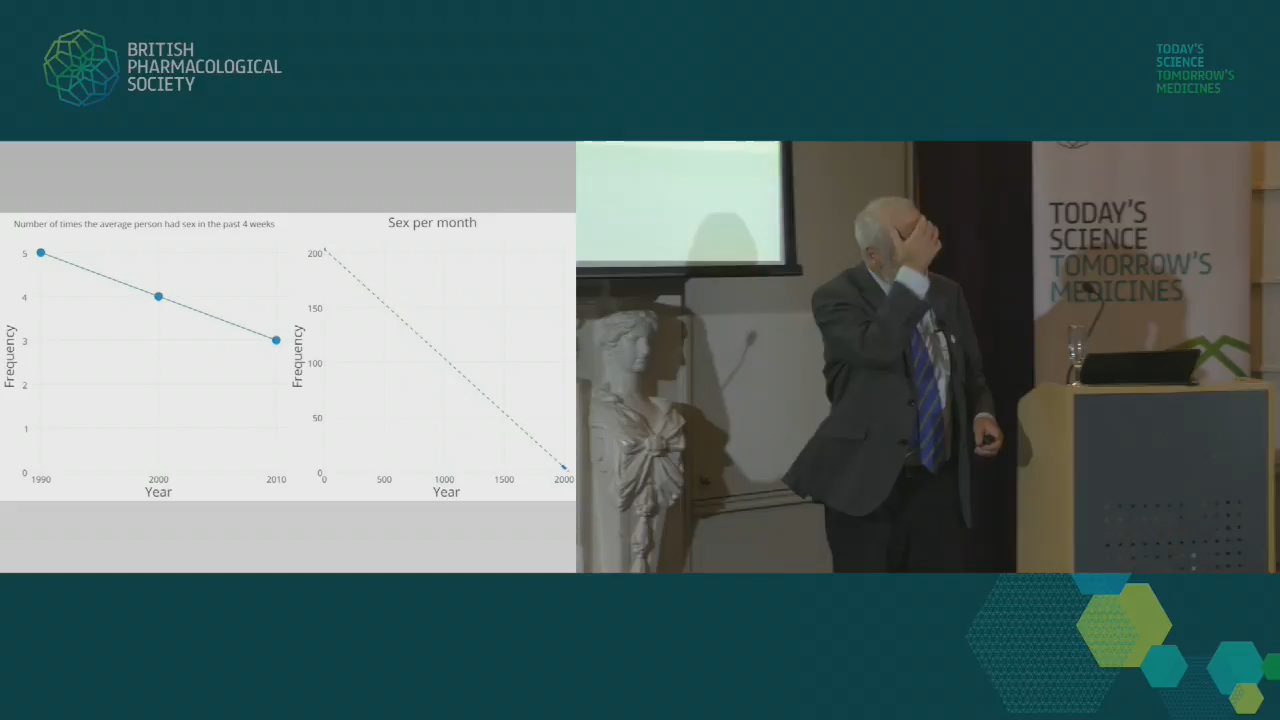 BRITISH
PHARMACOLOGICAL
SOCIETY
TODAY'S
SCIENCE
TOMORROW'S
MEDICINES
Number of times the average person had sex in the past 4 weeks
Frequency
5
4
3
2
1
0
1990
2000
2010
Year
Sex per month
Frequency
200
150
100
50
0
0
500
1000
1500
2000
Year
TODAY'S
SCIENCE
TOMORROW'S
MEDICINES